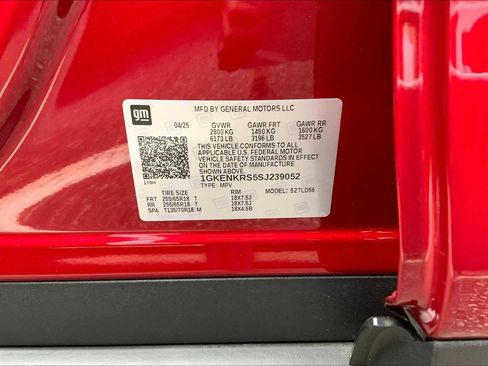 gm
MFD BY GENERAL MOTORS LLC
04/25 GVWR GAWR FRT GAWR RR
2800 KG 1450 KG 1600 KG
6173 LB 3196 LB 3527 LB
THIS VEHICLE CONFORMS TO ALL
APPLICABLE U.S. FEDERAL MOTOR
VEHICLE SAFETY STANDARDS IN EFFECT ON THE
DATE OF MANUFACTURE SHOWN ABOVE.
1GKENKRS5SJ239052
TYPE: MPV MODEL: 52TLD56
TIRE SIZE RIM
FRT 255/65R18 T 18X7.5J
RR 255/65R18 T 18X7.5J
SPA T135/70R18 M 18X4.5B